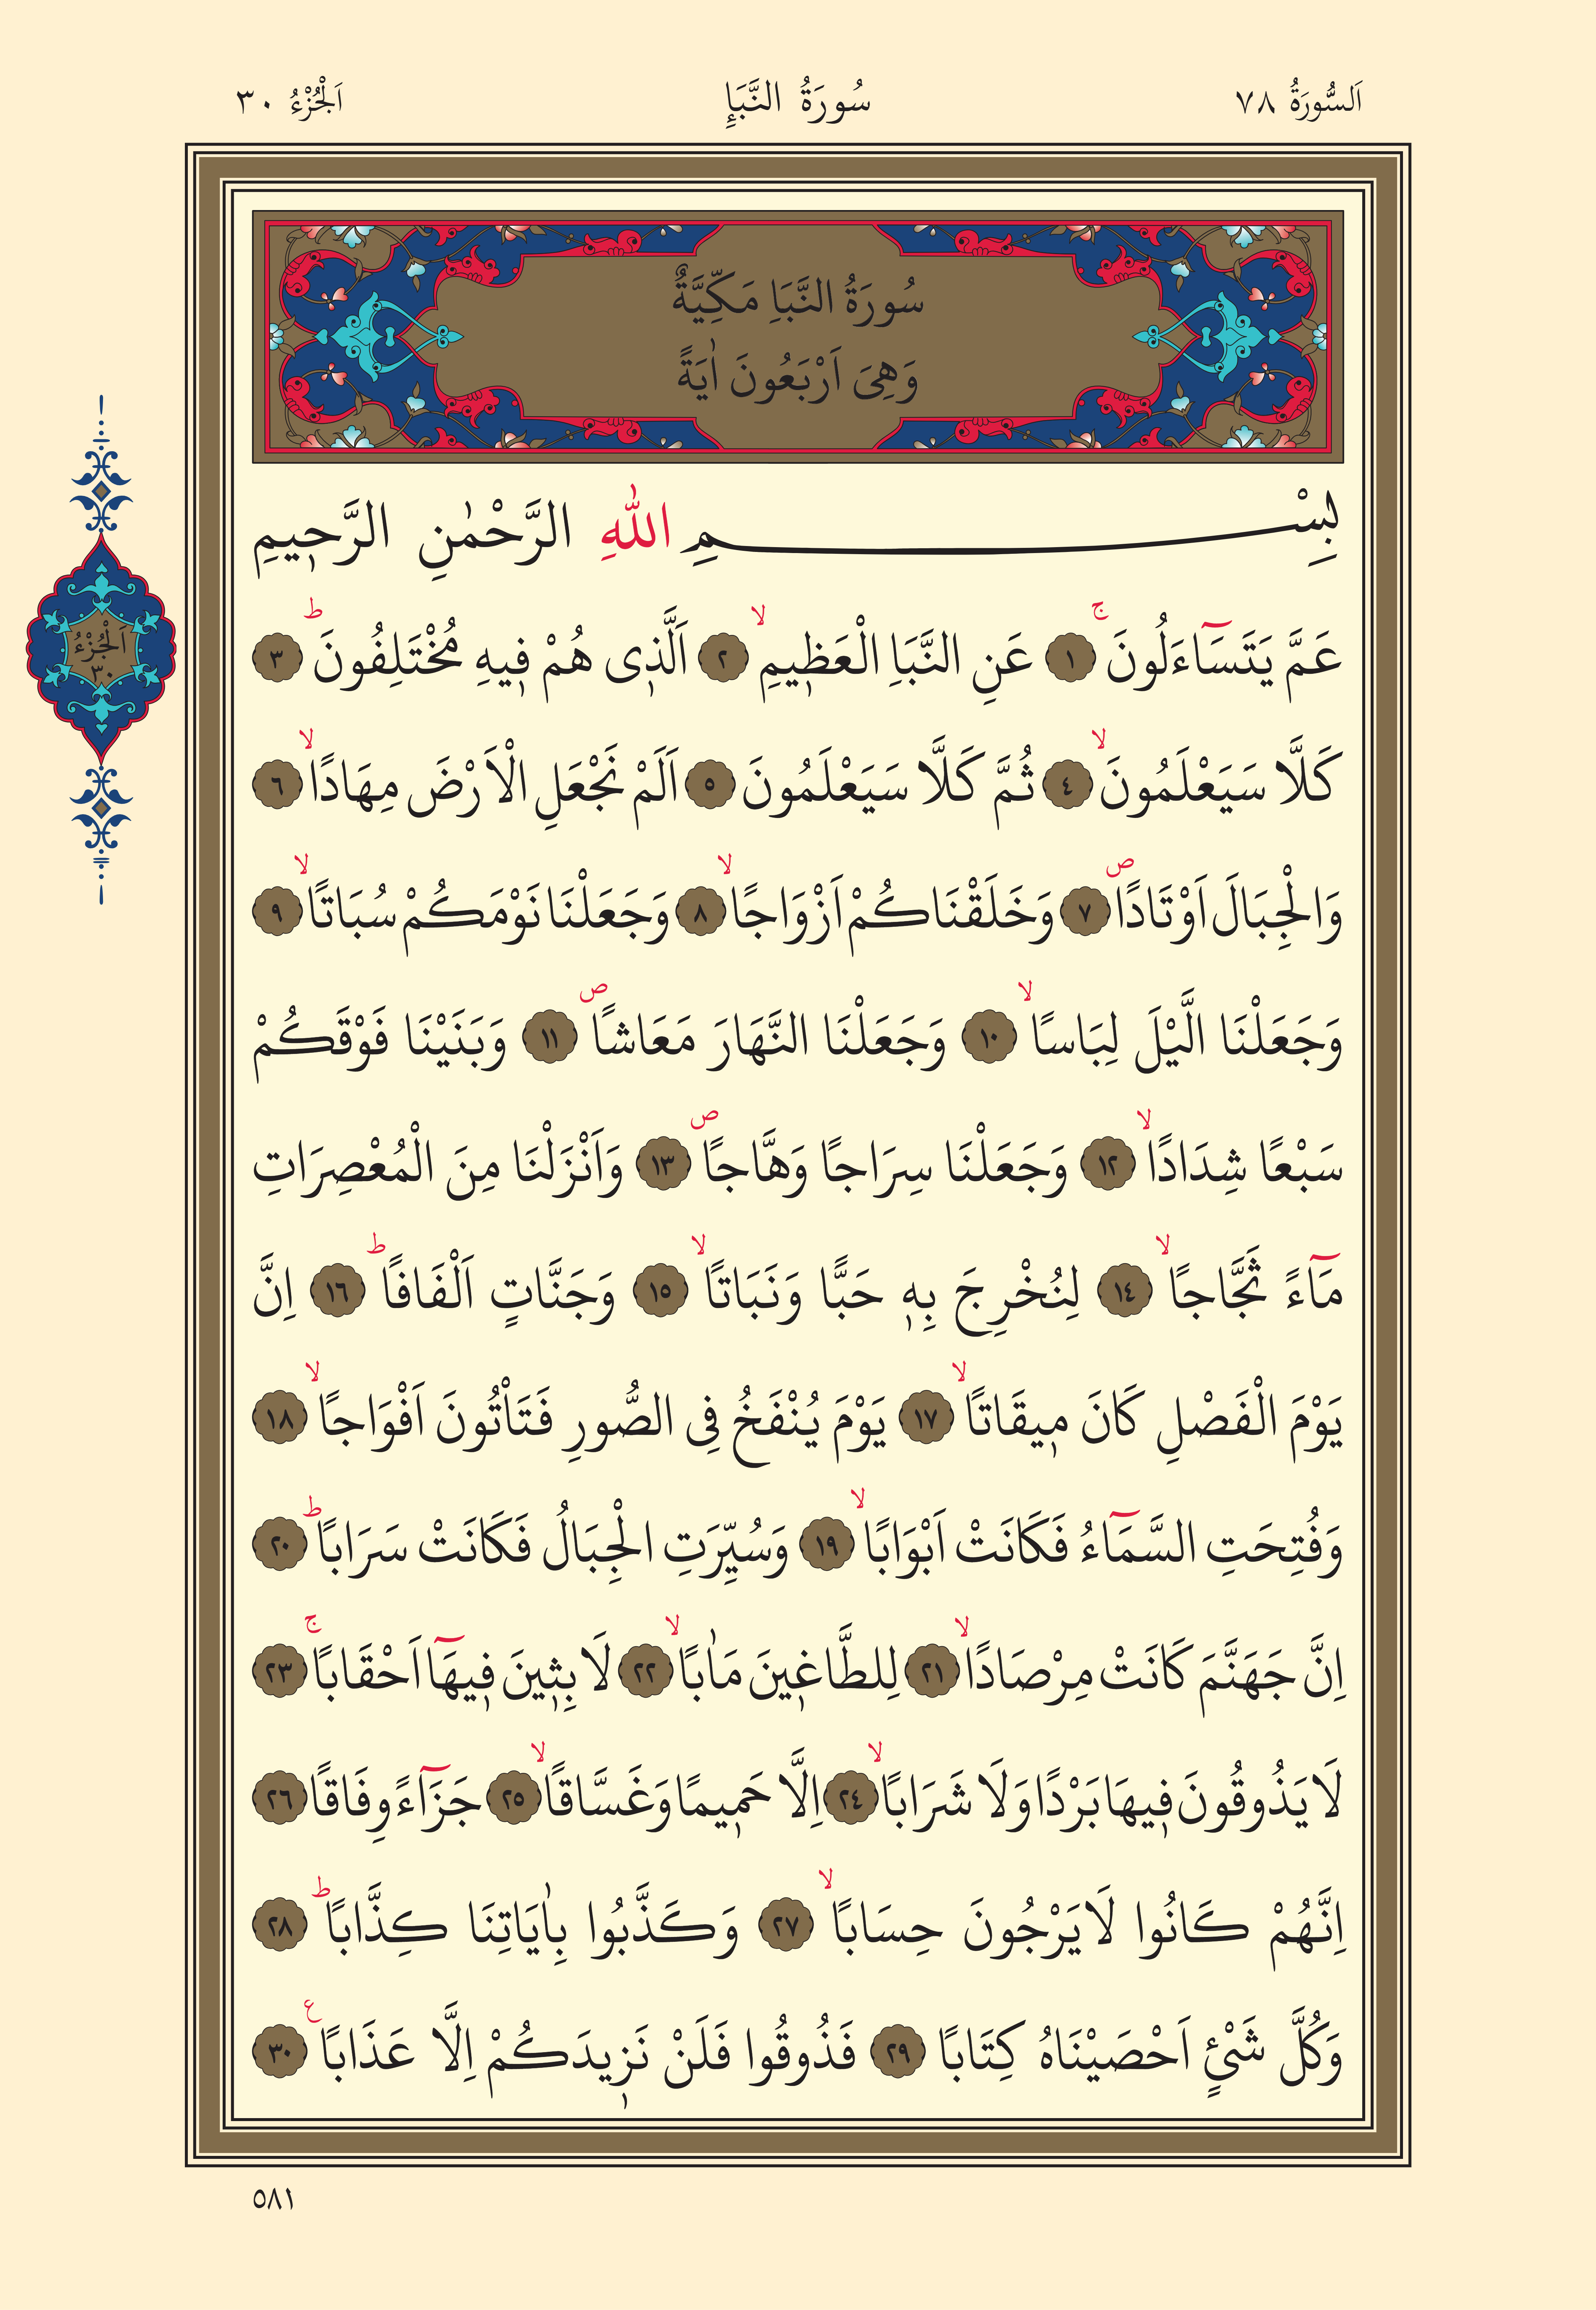 اَلسُّورَةُ ٧٨ سُورَةُ النَّبَإِ اَلْجُزْءُ ٣٠
سُورَةُ النَّبَاِ مَكِّيَّةٌ
وَهِىَ اَرْبَعُونَ اٰيَةً
بِسْمِ اللّٰهِ الرَّحْمٰنِ الرَّح۪يمِ
عَمَّ يَتَسَٓاءَلُونَۚ ﴿١﴾ عَنِ النَّبَاِ الْعَظ۪يمِۙ ﴿٢﴾ اَلَّذ۪ى هُمْ ف۪يهِ مُخْتَلِفُونَۜ ﴿٣﴾
كَلَّا سَيَعْلَمُونَۙ ﴿٤﴾ ثُمَّ كَلَّا سَيَعْلَمُونَ ﴿٥﴾ اَلَمْ نَجْعَلِ الْاَرْضَ مِهَادًاۙ ﴿٦﴾
وَالْجِبَالَ اَوْتَادًاۖ ﴿٧﴾ وَخَلَقْنَاكُمْ اَزْوَاجًاۙ ﴿٨﴾ وَجَعَلْنَا نَوْمَكُمْ سُبَاتًاۙ ﴿٩﴾
وَجَعَلْنَا الَّيْلَ لِبَاسًاۙ ﴿١٠﴾ وَجَعَلْنَا النَّهَارَ مَعَاشًاۖ ﴿١١﴾ وَبَنَيْنَا فَوْقَكُمْ
سَبْعًا شِدَادًاۙ ﴿١٢﴾ وَجَعَلْنَا سِرَاجًا وَهَّاجًاۖ ﴿١٣﴾ وَاَنْزَلْنَا مِنَ الْمُعْصِرَاتِ
مَٓاءً ثَجَّاجًاۙ ﴿١٤﴾ لِنُخْرِجَ بِه۪ حَبًّا وَنَبَاتًاۙ ﴿١٥﴾ وَجَنَّاتٍ اَلْفَافًاۜ ﴿١٦﴾ اِنَّ
يَوْمَ الْفَصْلِ كَانَ م۪يقَاتًاۙ ﴿١٧﴾ يَوْمَ يُنْفَخُ فِى الصُّورِ فَتَأْتُونَ اَفْوَاجًاۙ ﴿١٨﴾
وَفُتِحَتِ السَّمَٓاءُ فَكَانَتْ اَبْوَابًاۙ ﴿١٩﴾ وَسُيِّرَتِ الْجِبَالُ فَكَانَتْ سَرَابًاۜ ﴿٢٠﴾
اِنَّ جَهَنَّمَ كَانَتْ مِرْصَادًاۙ ﴿٢١﴾ لِلطَّاغ۪ينَ مَاٰبًاۙ ﴿٢٢﴾ لَابِث۪ينَ ف۪يهَٓا اَحْقَابًاۚ ﴿٢٣﴾
لَا يَذُوقُونَ ف۪يهَا بَرْدًا وَلَا شَرَابًاۙ ﴿٢٤﴾ اِلَّا حَم۪يمًا وَغَسَّاقًاۙ ﴿٢٥﴾ جَزَٓاءً وِفَاقًا ﴿٢٦﴾
اِنَّهُمْ كَانُوا لَا يَرْجُونَ حِسَابًاۙ ﴿٢٧﴾ وَكَذَّبُوا بِاٰيَاتِنَا كِذَّابًاۜ ﴿٢٨﴾
وَكُلَّ شَىْءٍ اَحْصَيْنَاهُ كِتَابًا ﴿٢٩﴾ فَذُوقُوا فَلَنْ نَز۪يدَكُمْ اِلَّا عَذَابًا ع ﴿٣٠﴾
اَلْجُزْءُ
٣٠
٥٨١